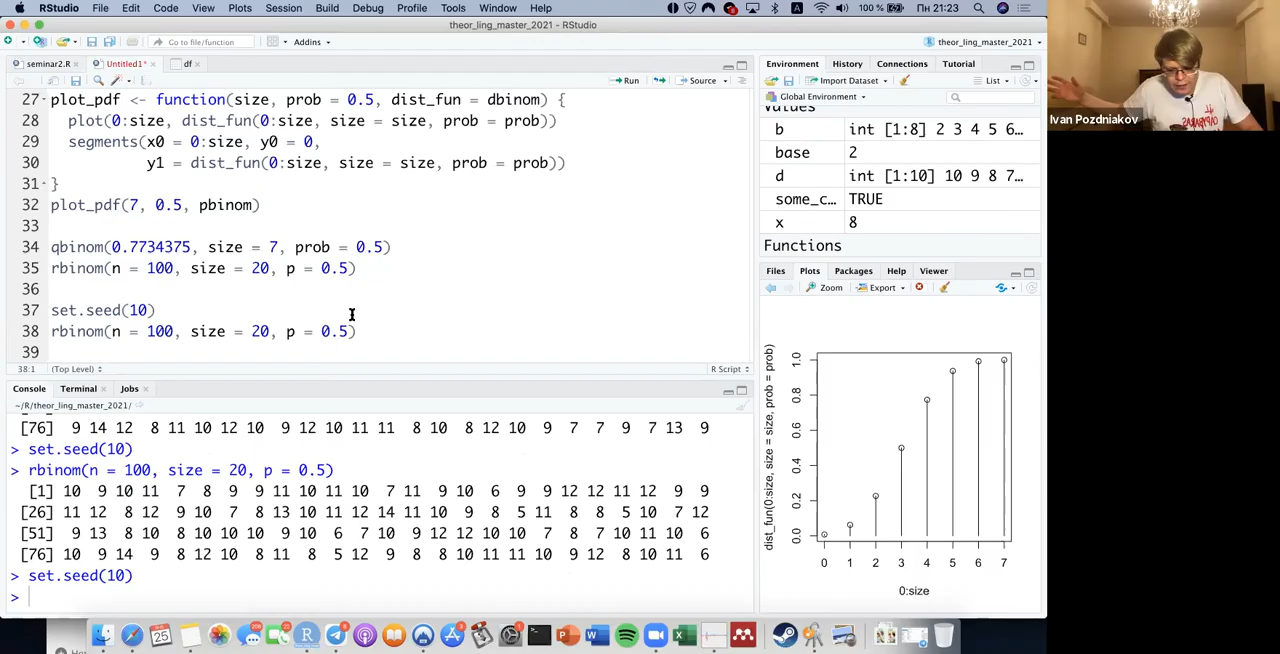 RStudio File Edit Code View Plots Session Build Debug Profile Tools Window Help 100 % Пн 21:23
theor_ling_master_2021 - RStudio
Go to file/function Addins theor_ling_master_2021
seminar2.R Untitled1* df
Run Source
27 plot_pdf <- function(size, prob = 0.5, dist_fun = dbinom) {
28 plot(0:size, dist_fun(0:size, size = size, prob = prob))
29 segments(x0 = 0:size, y0 = 0,
30 y1 = dist_fun(0:size, size = size, prob = prob))
31 }
32 plot_pdf(7, 0.5, pbinom)
33
34 qbinom(0.7734375, size = 7, prob = 0.5)
35 rbinom(n = 100, size = 20, p = 0.5)
36
37 set.seed(10)
38 rbinom(n = 100, size = 20, p = 0.5)
39
38:1 (Top Level) R Script
Console Terminal Jobs
~/R/theor_ling_master_2021/
[76] 9 14 12 8 11 10 12 10 9 12 10 11 11 8 10 8 12 10 9 7 7 9 7 13 9
> set.seed(10)
> rbinom(n = 100, size = 20, p = 0.5)
[1] 10 9 10 11 7 8 9 9 11 10 11 10 7 11 9 10 6 9 9 12 12 11 12 9 9
[26] 11 12 8 12 9 10 7 8 13 10 11 12 14 11 10 9 8 5 11 8 8 5 10 7 12
[51] 9 13 8 10 8 10 10 10 9 10 6 7 10 9 12 12 10 10 7 8 7 10 11 10 6
[76] 10 9 14 9 8 12 10 8 11 8 5 12 9 8 8 10 11 11 10 9 12 8 10 11 6
> set.seed(10)
>
Environment History Connections Tutorial
Import Dataset List
Global Environment
Values
b int [1:8] 2 3 4 5 6…
base 2
d int [1:10] 10 9 8 7…
some_c… TRUE
x 8
Functions
Files Plots Packages Help Viewer
Zoom Export
dist_fun(0:size, size = size, prob = prob)
1.0
0.8
0.6
0.4
0.2
0.0
0 1 2 3 4 5 6 7
0:size
Ivan Pozdniakov